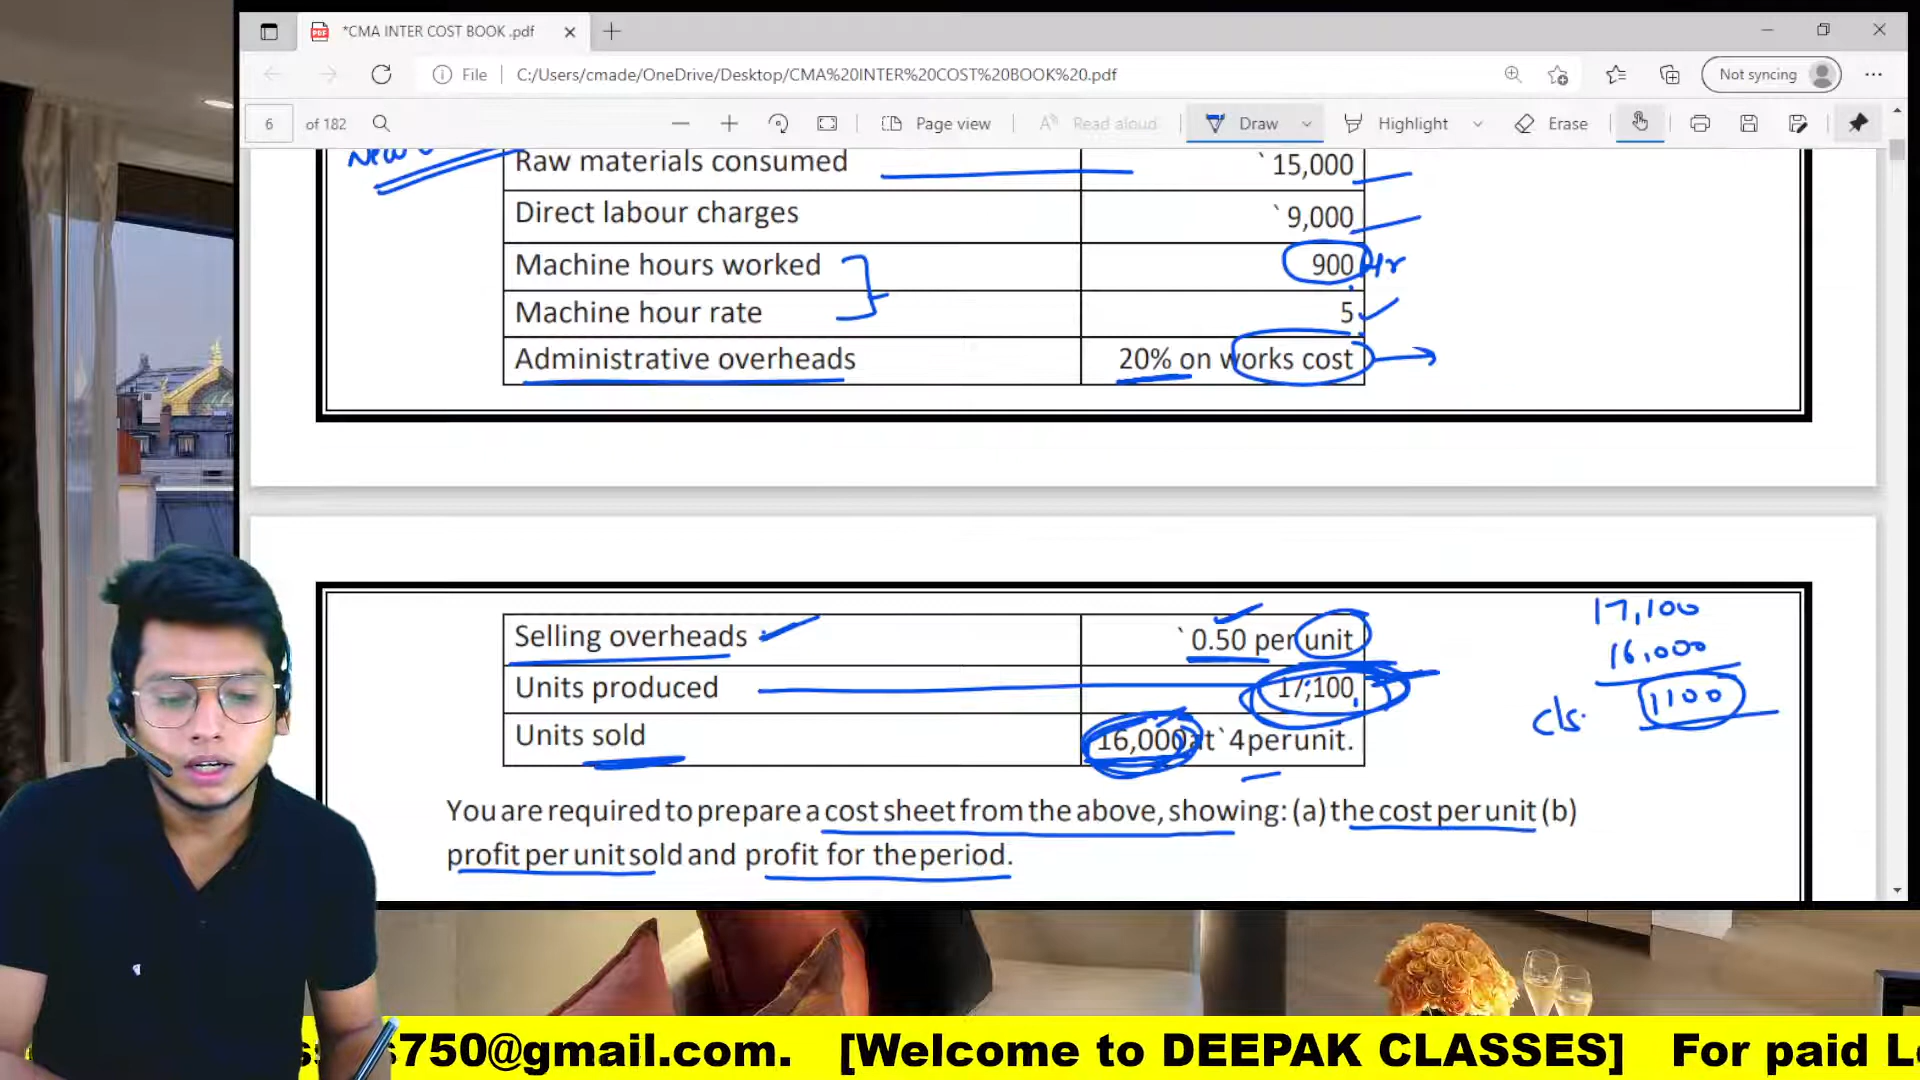 *CMA INTER COST BOOK .pdf
File C:/Users/cmade/OneDrive/Desktop/CMA%20INTER%20COST%20BOOK%20.pdf Not syncing
6 of 182 Page view Read aloud Draw Highlight Erase
Raw materials consumed `15,000
Direct labour charges `9,000
Machine hours worked 900 Hr
Machine hour rate 5
Administrative overheads 20% on works cost
Selling overheads `0.50 per unit
Units produced 17,100
Units sold 16,000 at `4 per unit.
17,100
16,000
1100
You are required to prepare a cost sheet from the above, showing: (a) the cost per unit (b)
profit per unit sold and profit for the period.
750@gmail.com. [Welcome to DEEPAK CLASSES] For paid